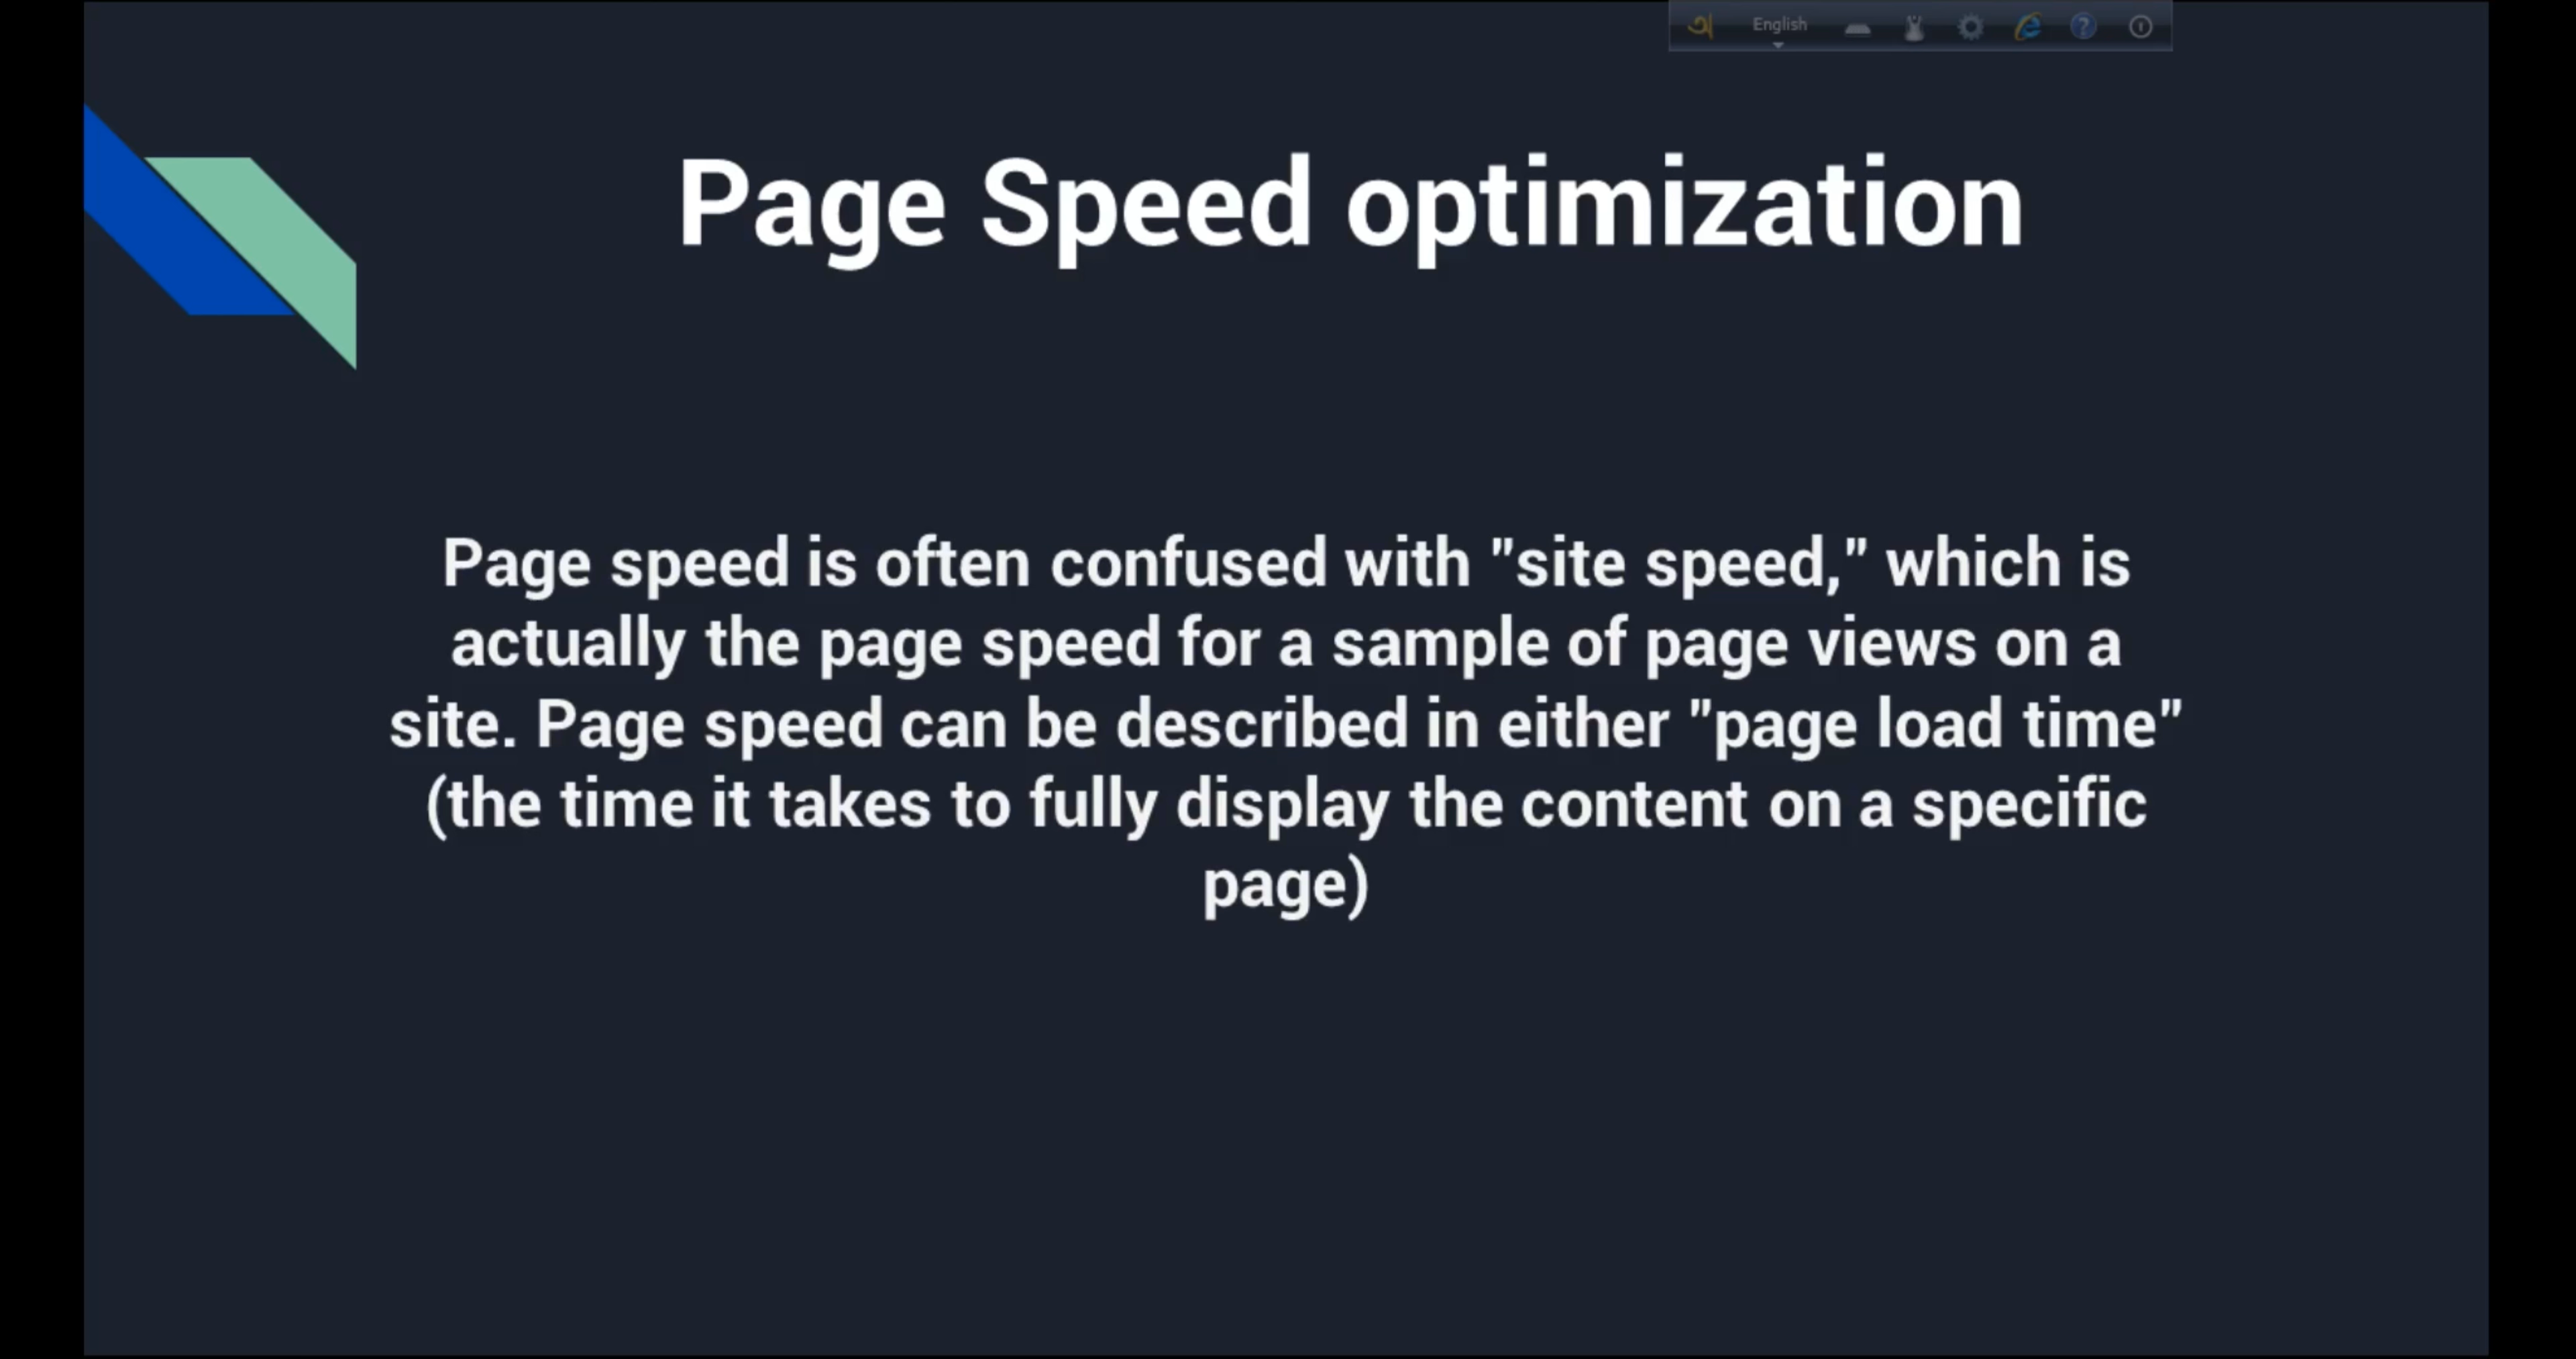 অ English
Page Speed optimization
Page speed is often confused with "site speed," which is
actually the page speed for a sample of page views on a
site. Page speed can be described in either "page load time"
(the time it takes to fully display the content on a specific
page)